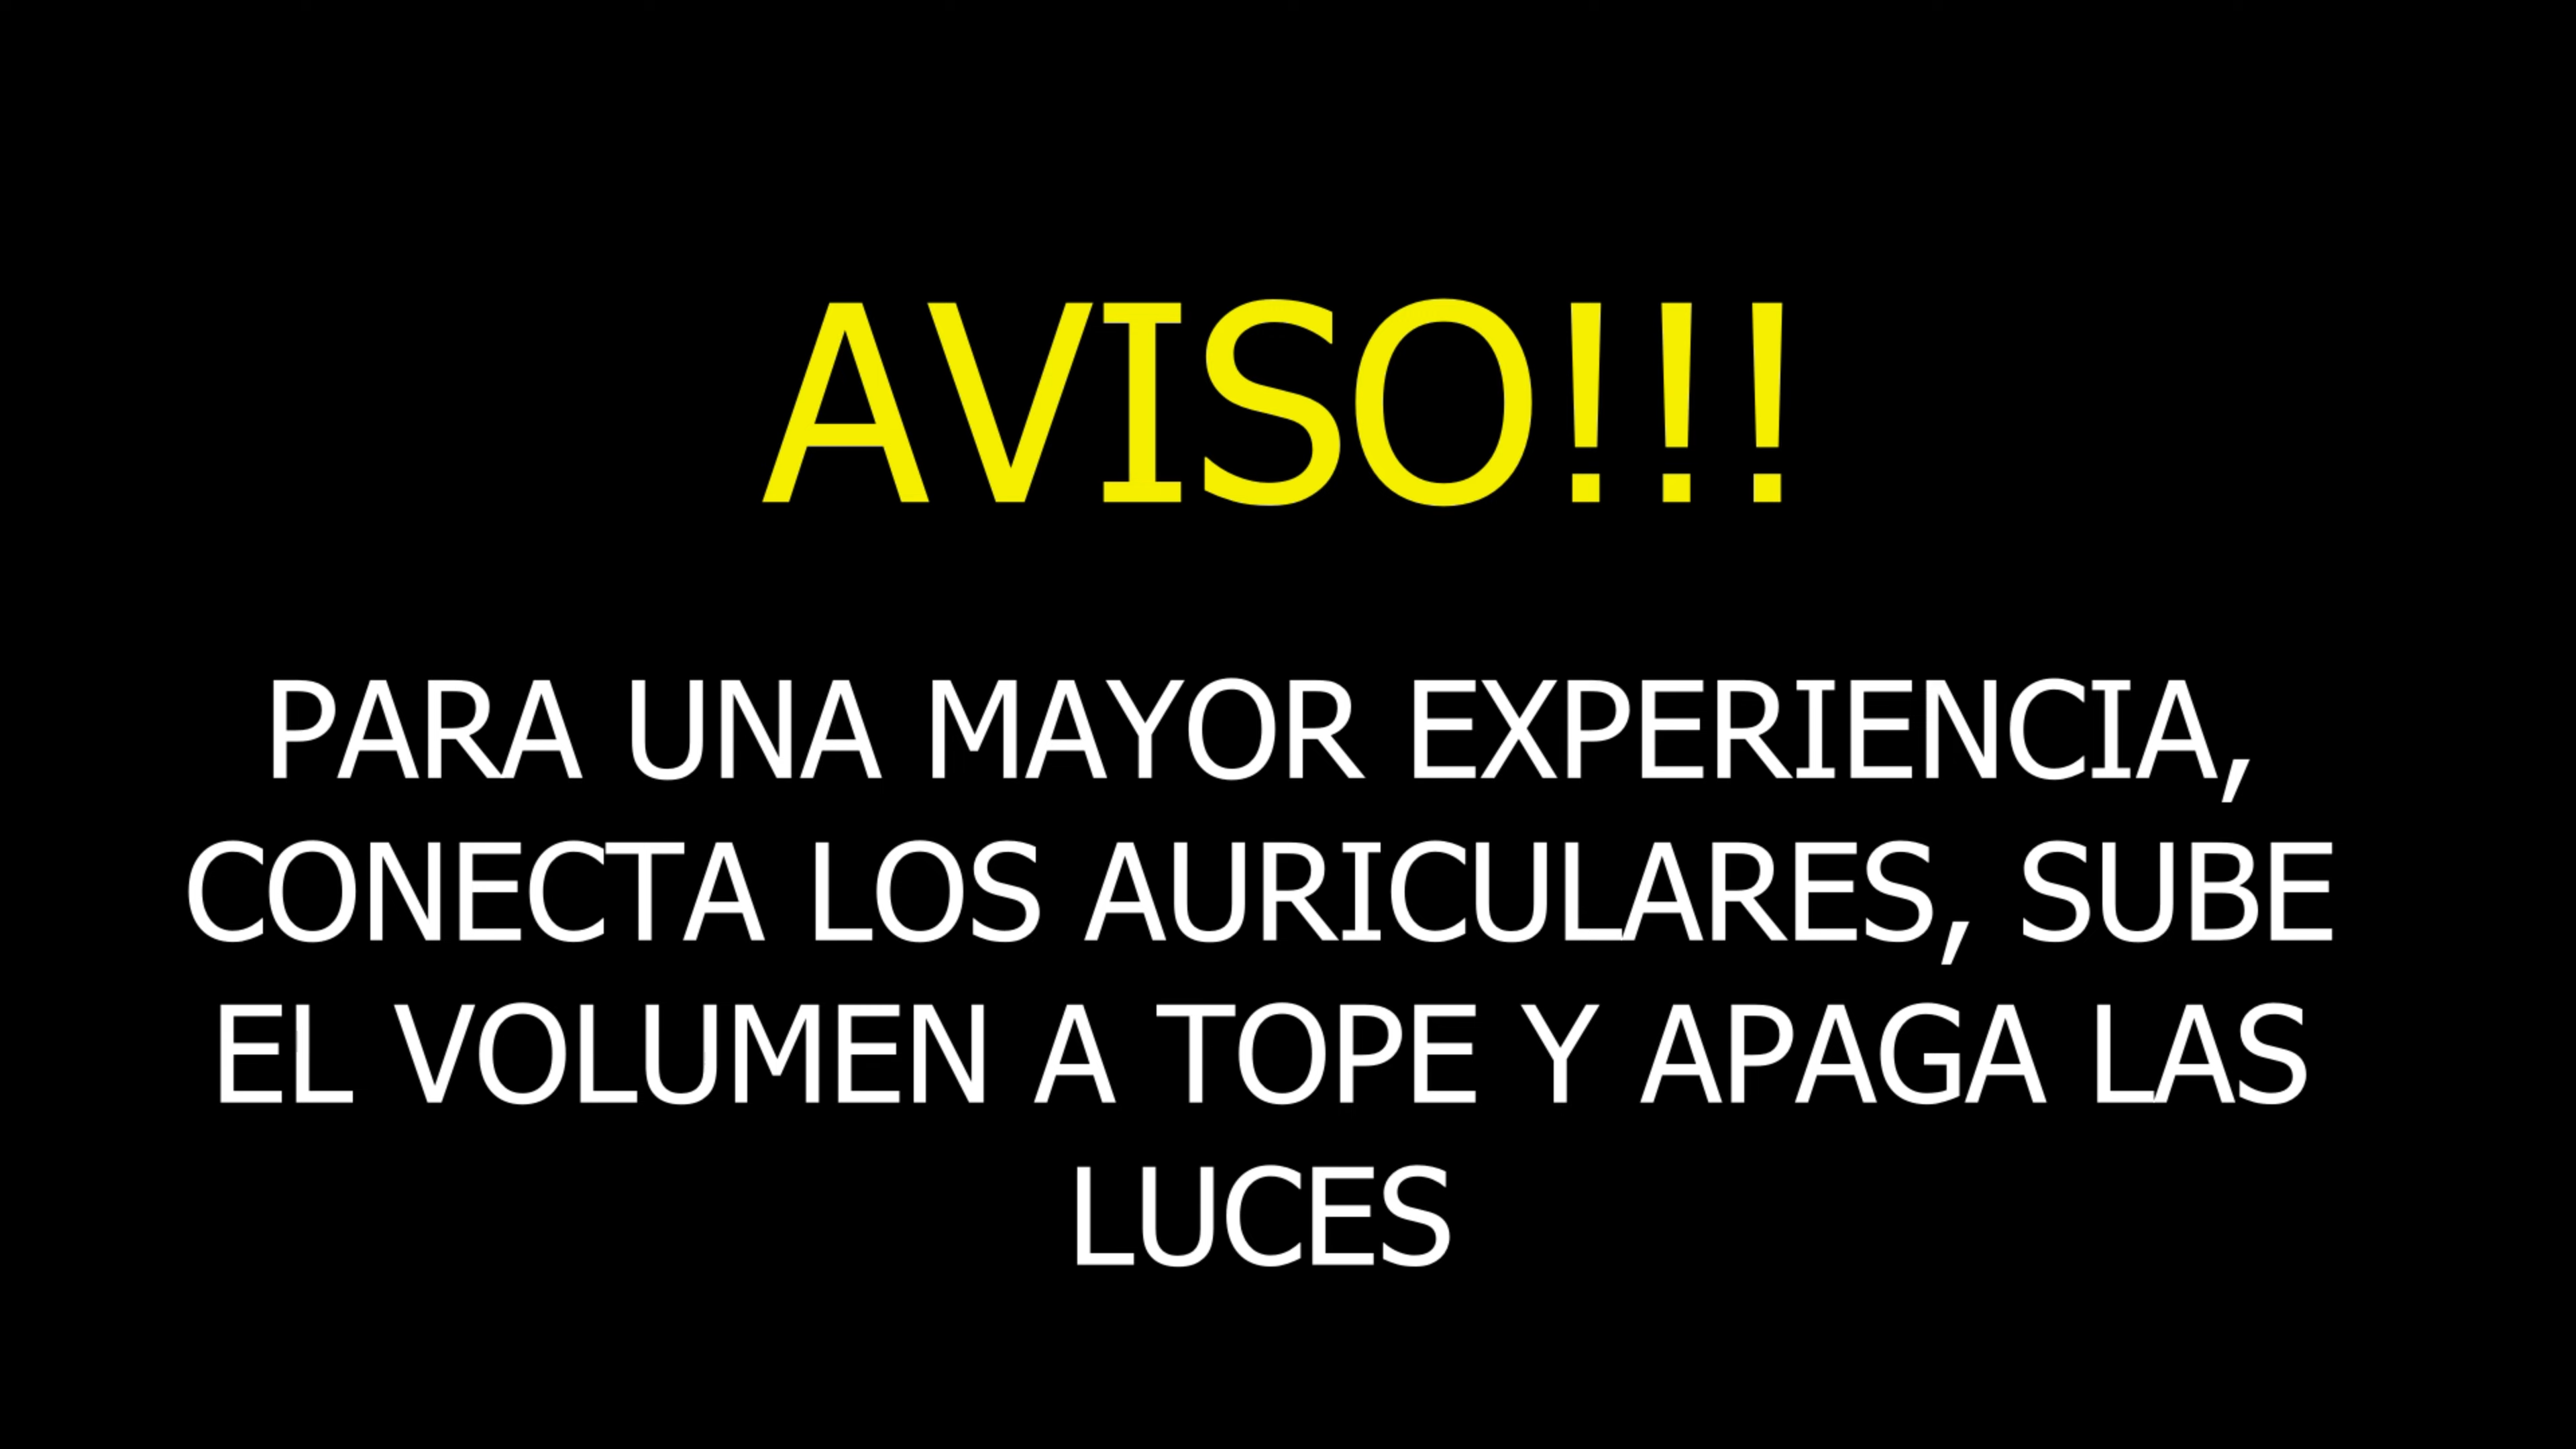 AVISO!!!
PARA UNA MAYOR EXPERIENCIA,
CONECTA LOS AURICULARES, SUBE
EL VOLUMEN A TOPE Y APAGA LAS
LUCES